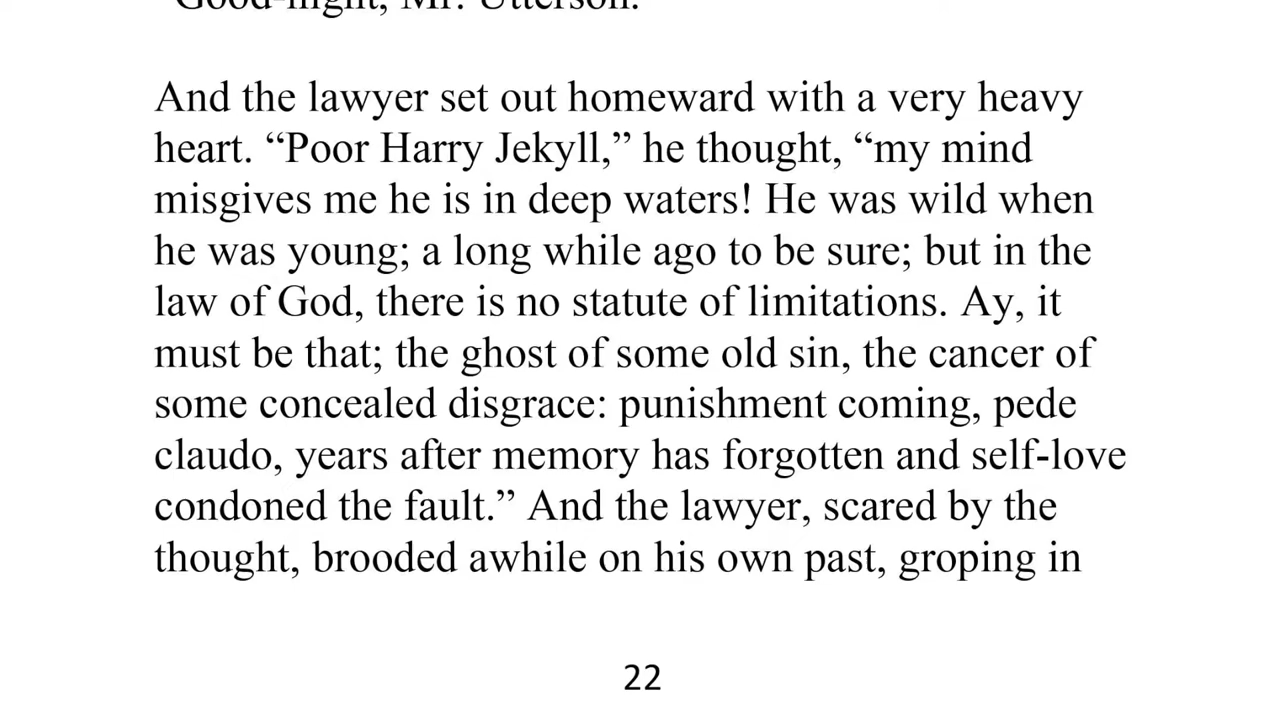 “Good-night, Mr. Utterson.”
And the lawyer set out homeward with a very heavy
heart. “Poor Harry Jekyll,” he thought, “my mind
misgives me he is in deep waters! He was wild when
he was young; a long while ago to be sure; but in the
law of God, there is no statute of limitations. Ay, it
must be that; the ghost of some old sin, the cancer of
some concealed disgrace: punishment coming, pede
claudo, years after memory has forgotten and self-love
condoned the fault.” And the lawyer, scared by the
thought, brooded awhile on his own past, groping in
22